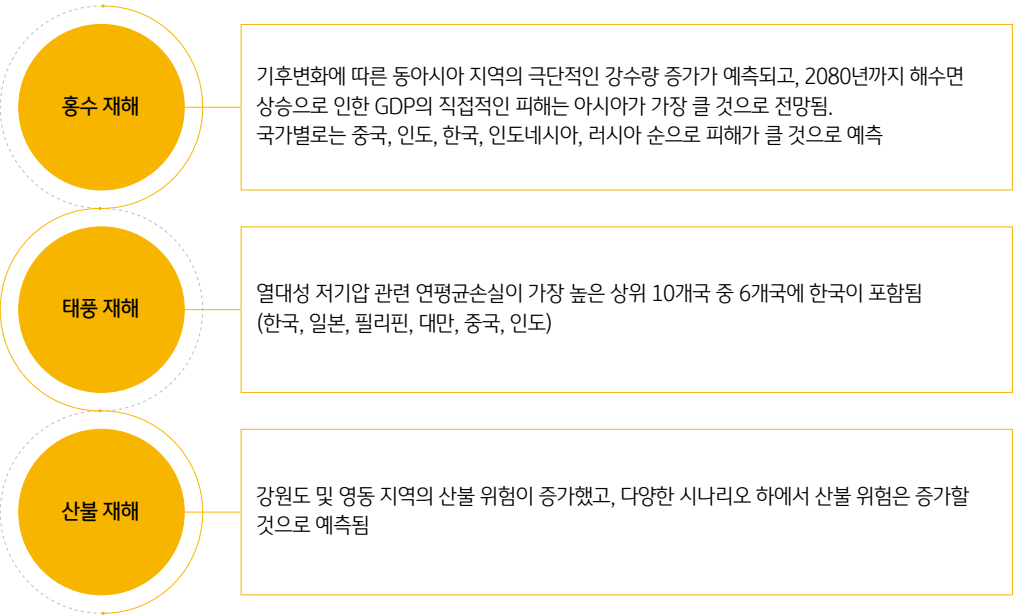 홍수 재해
기후변화에 따른 동아시아 지역의 극단적인 강수량 증가가 예측되고, 2080년까지 해수면
상승으로 인한 GDP의 직접적인 피해는 아시아가 가장 클 것으로 전망됨.
국가별로는 중국, 인도, 한국, 인도네시아, 러시아 순으로 피해가 클 것으로 예측
태풍 재해
열대성 저기압 관련 연평균손실이 가장 높은 상위 10개국 중 6개국에 한국이 포함됨
(한국, 일본, 필리핀, 대만, 중국, 인도)
산불 재해
강원도 및 영동 지역의 산불 위험이 증가했고, 다양한 시나리오 하에서 산불 위험은 증가할
것으로 예측됨